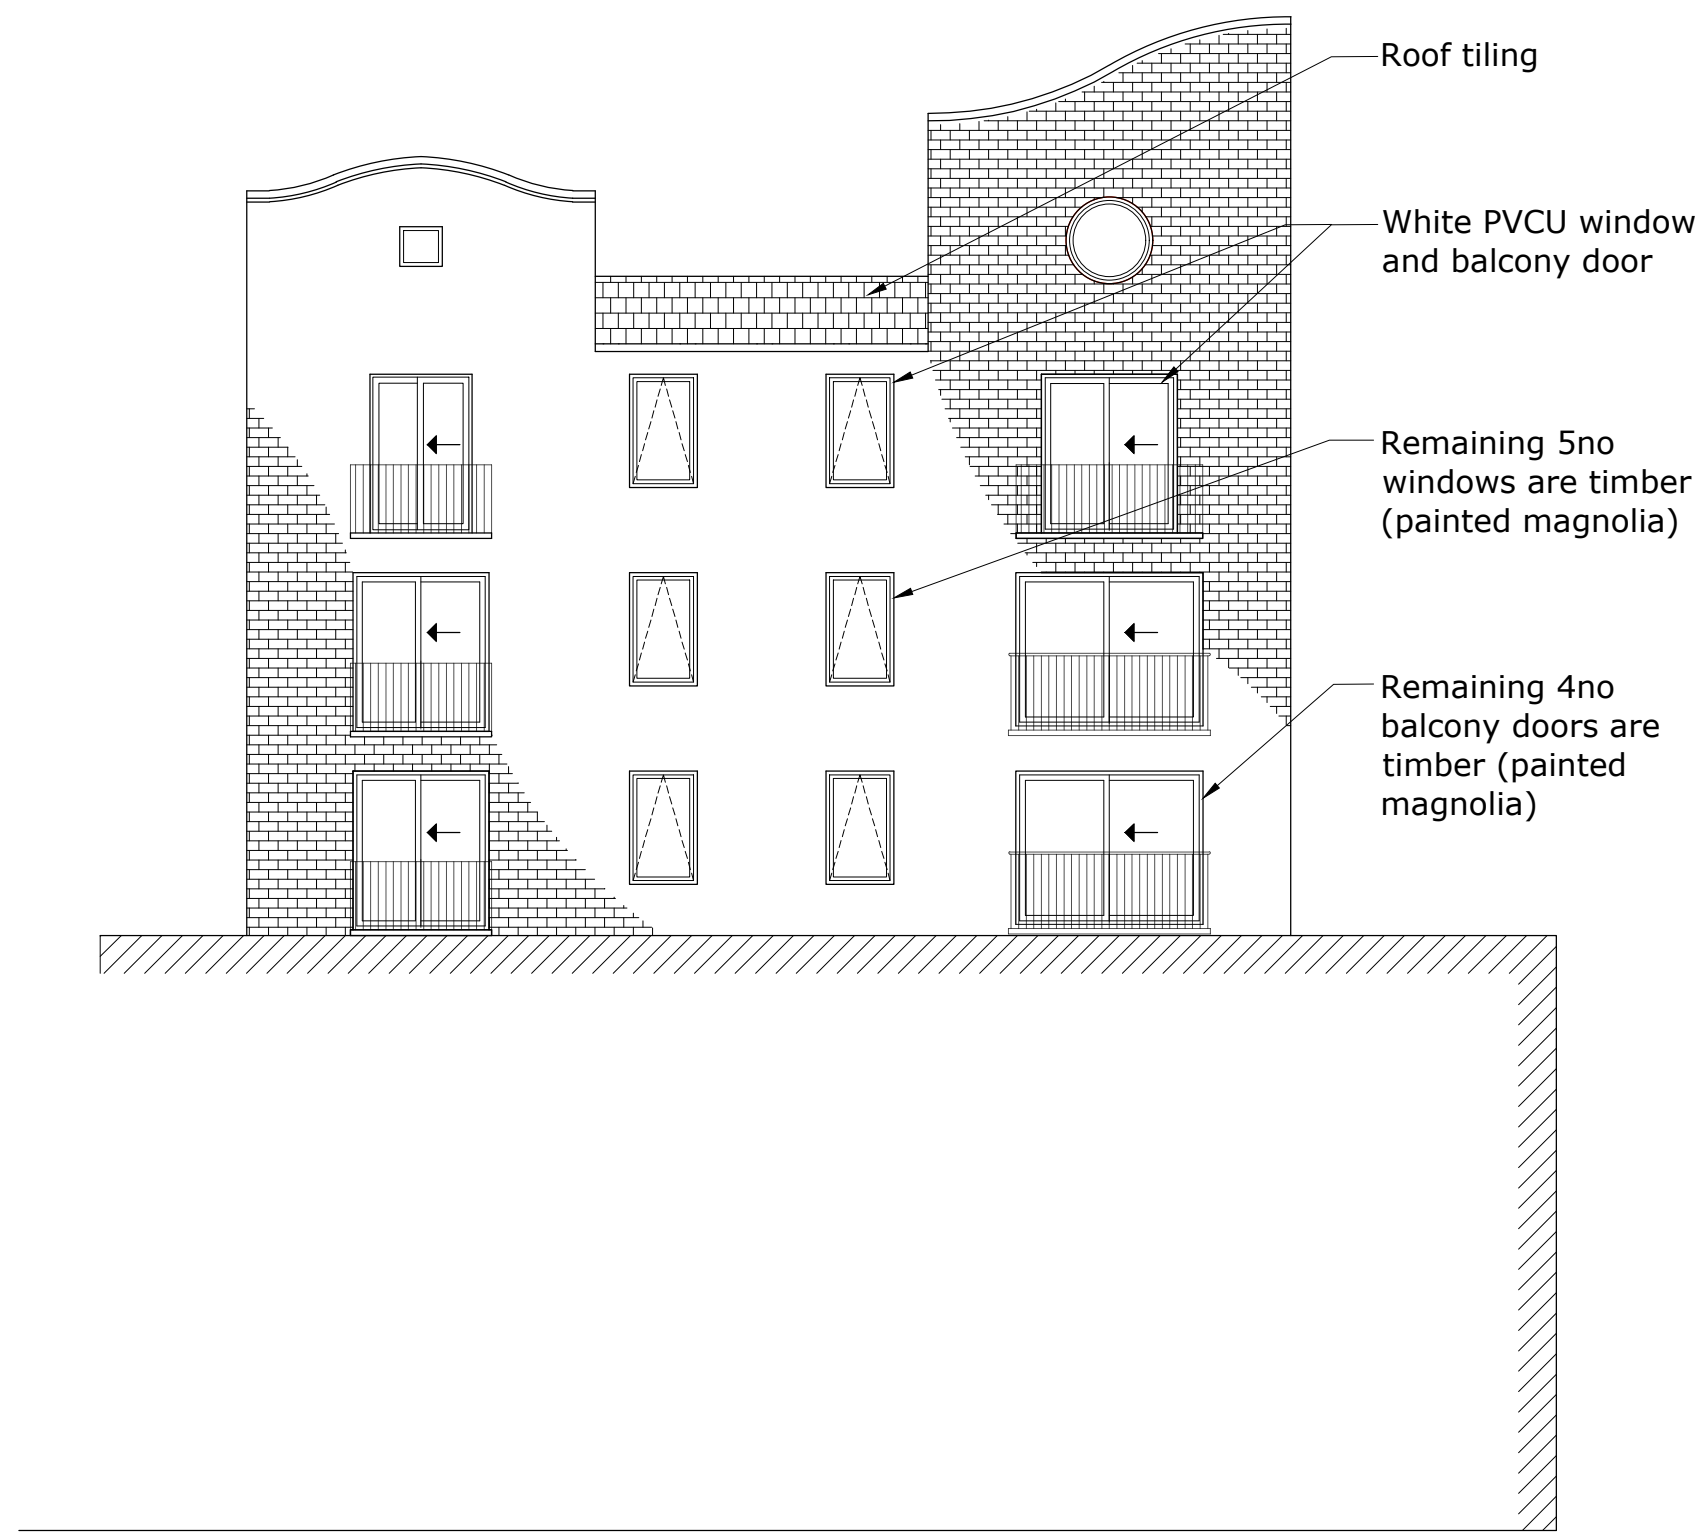 Roof tiling
White PVCU window
and balcony door
Remaining 5no
windows are timber
(painted magnolia)
Remaining 4no
balcony doors are
timber (painted
magnolia)